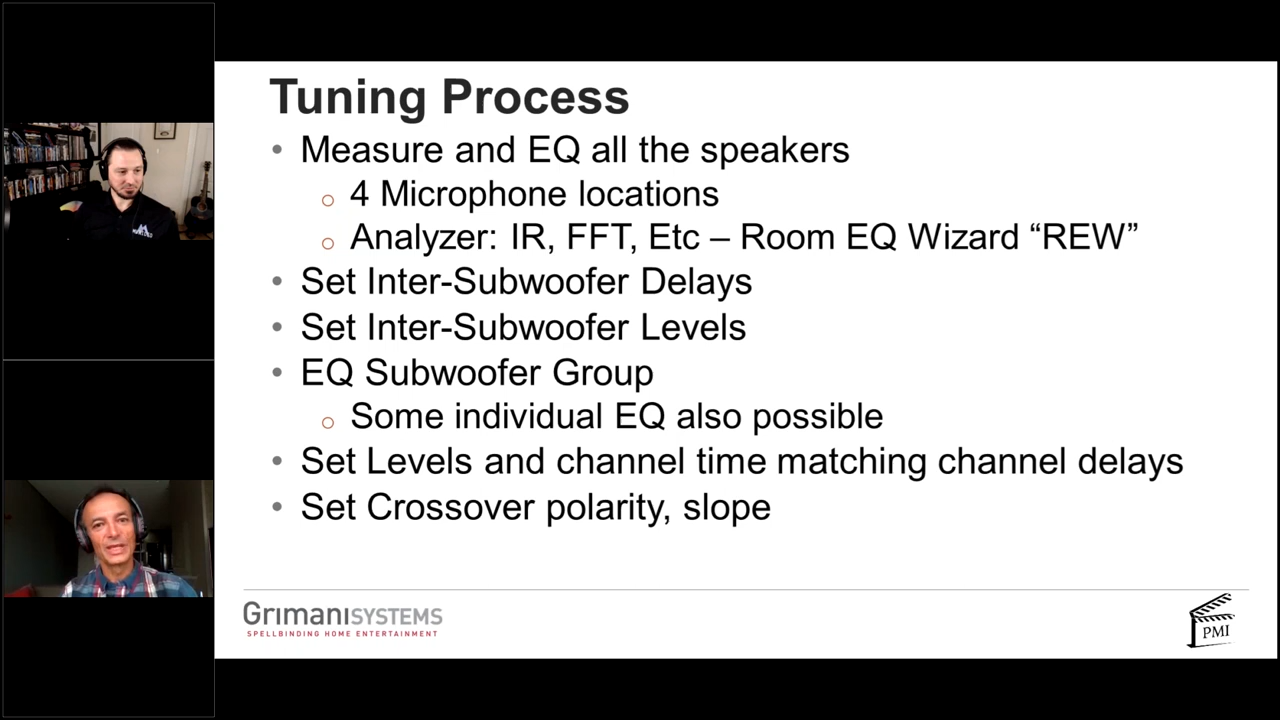 Tuning Process
• Measure and EQ all the speakers
o 4 Microphone locations
o Analyzer: IR, FFT, Etc – Room EQ Wizard “REW”
• Set Inter-Subwoofer Delays
• Set Inter-Subwoofer Levels
• EQ Subwoofer Group
o Some individual EQ also possible
• Set Levels and channel time matching channel delays
• Set Crossover polarity, slope
GrimaniSYSTEMS
SPELLBINDING HOME ENTERTAINMENT
PMI